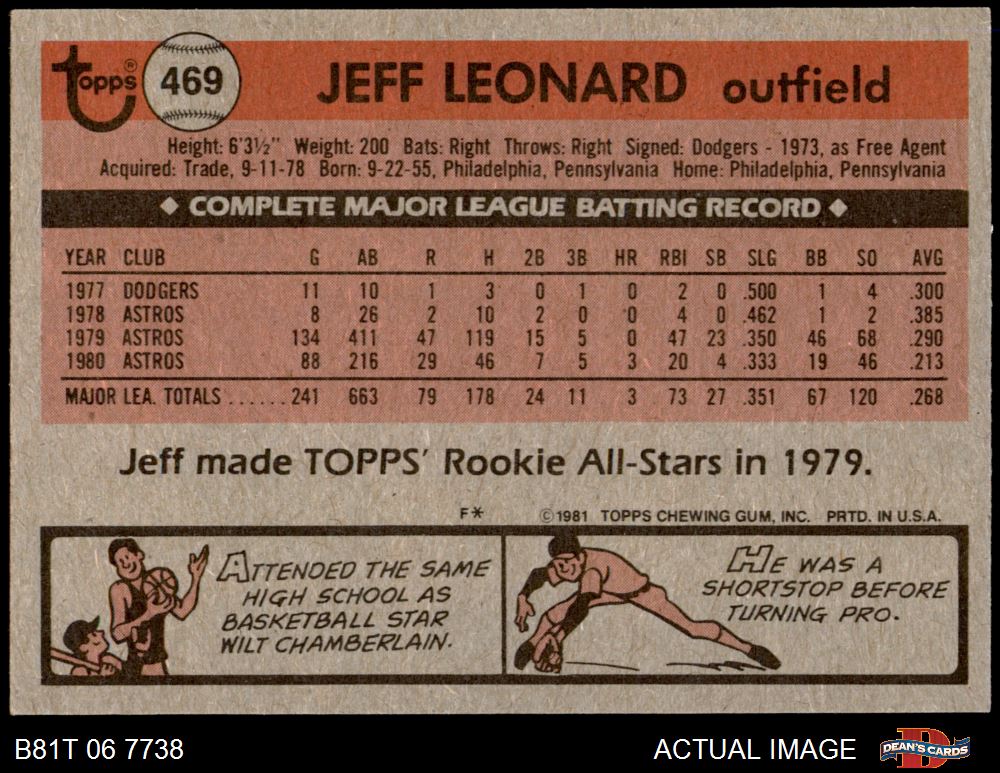 Topps® 469 JEFF LEONARD outfield
Height: 6'3½" Weight: 200 Bats: Right Throws: Right Signed: Dodgers - 1973, as Free Agent
Acquired: Trade, 9-11-78 Born: 9-22-55, Philadelphia, Pennsylvania Home: Philadelphia, Pennsylvania
◆ COMPLETE MAJOR LEAGUE BATTING RECORD ◆
YEAR CLUB G AB R H 2B 3B HR RBI SB SLG BB SO AVG
1977 DODGERS 11 10 1 3 0 1 0 2 0 .500 1 4 .300
1978 ASTROS 8 26 2 10 2 0 0 4 0 .462 1 2 .385
1979 ASTROS 134 411 47 119 15 5 0 47 23 .350 46 68 .290
1980 ASTROS 88 216 29 46 7 5 3 20 4 .333 19 46 .213
MAJOR LEA. TOTALS ...... 241 663 79 178 24 11 3 73 27 .351 67 120 .268
Jeff made TOPPS' Rookie All-Stars in 1979.
F* ©1981 TOPPS CHEWING GUM, INC. PRTD. IN U.S.A.
ATTENDED THE SAME
HIGH SCHOOL AS
BASKETBALL STAR
WILT CHAMBERLAIN.
HE WAS A
SHORTSTOP BEFORE
TURNING PRO.
B81T 06 7738 ACTUAL IMAGE DEAN'S CARDS